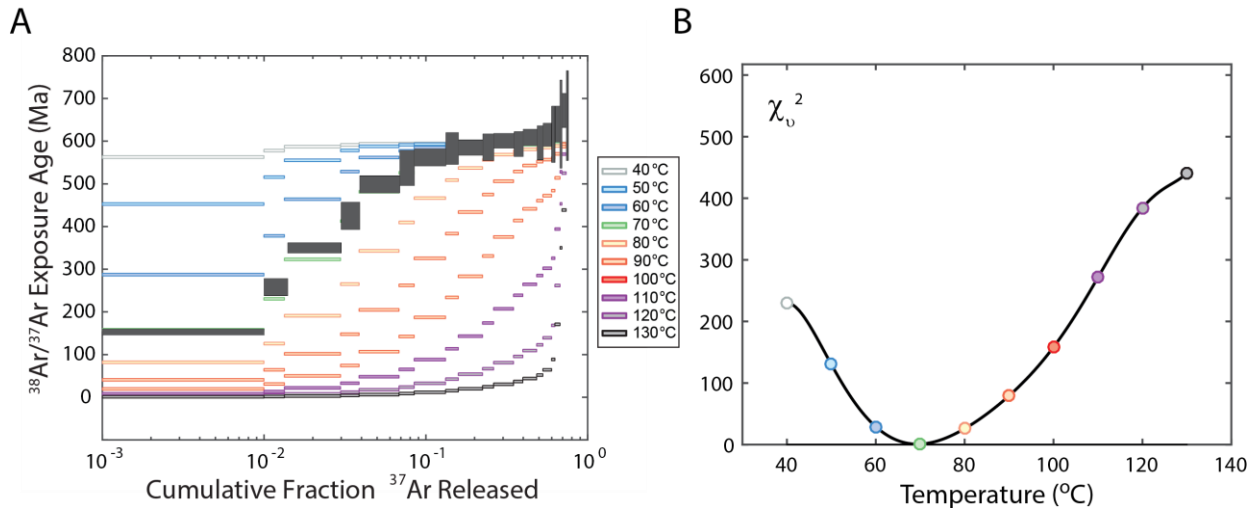 A
800
700
600
500
400
300
200
100
0
³⁸Ar/³⁷Ar Exposure Age (Ma)
10⁻³
10⁻²
10⁻¹
10⁰
Cumulative Fraction ³⁷Ar Released
40°C
50°C
60°C
70°C
80°C
90°C
100°C
110°C
120°C
130°C
B
χᵥ²
600
500
400
300
200
100
0
40
60
80
100
120
140
Temperature (°C)